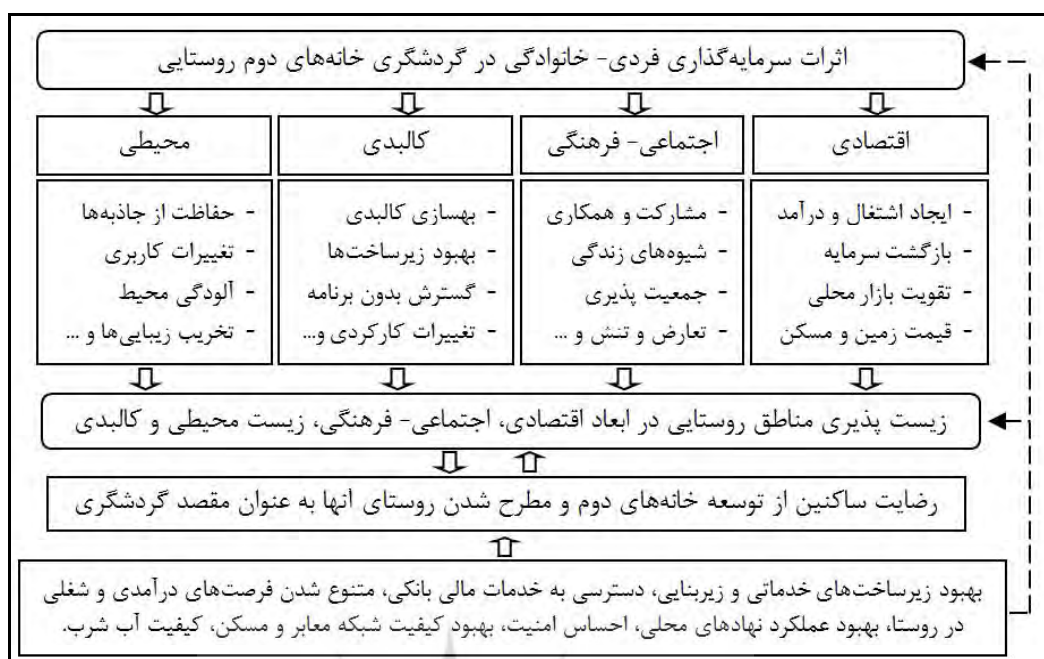 اثرات سرمایه‌گذاری فردی- خانوادگی در گردشگری خانه‌های دوم روستایی
اقتصادی
ایجاد اشتغال و درآمد -
بازگشت سرمایه -
تقویت بازار محلی -
قیمت زمین و مسکن -
اجتماعی- فرهنگی
مشارکت و همکاری -
شیوه‌های زندگی -
جمعیت پذیری -
تعارض و تنش و ... -
کالبدی
بهسازی کالبدی -
بهبود زیرساخت‌ها -
گسترش بدون برنامه -
تغییرات کارکردی و... -
محیطی
حفاظت از جاذبه‌ها -
تغییرات کاربری -
آلودگی محیط -
تخریب زیبایی‌ها و ... -
زیست پذیری مناطق روستایی در ابعاد اقتصادی، اجتماعی- فرهنگی، زیست محیطی و کالبدی
رضایت ساکنین از توسعه خانه‌های دوم و مطرح شدن روستای آنها به عنوان مقصد گردشگری
بهبود زیرساخت‌های خدماتی و زیربنایی، دسترسی به خدمات مالی بانکی، متنوع شدن فرصت‌های درآمدی و شغلی
در روستا، بهبود عملکرد نهادهای محلی، احساس امنیت، بهبود کیفیت شبکه معابر و مسکن، کیفیت آب شرب.